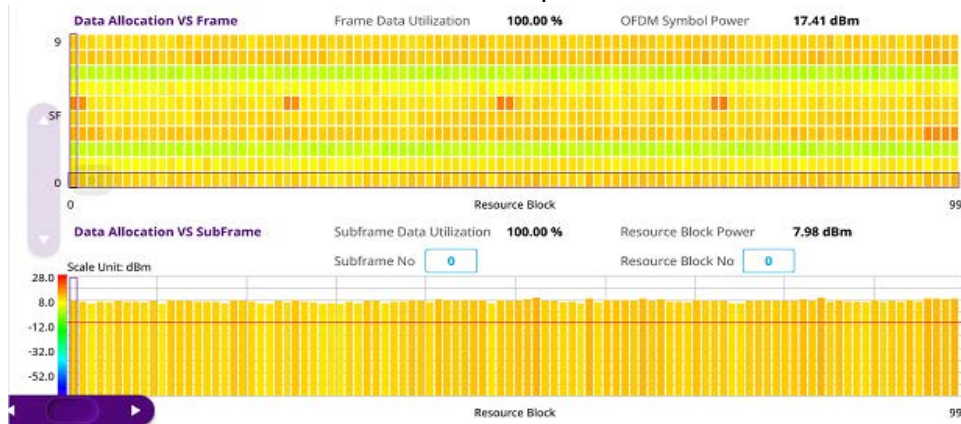 Data Allocation VS Frame Frame Data Utilization 100.00 % OFDM Symbol Power 17.41 dBm
9
SF
0
0 Resource Block 99
Data Allocation VS SubFrame Subframe Data Utilization 100.00 % Resource Block Power 7.98 dBm
Subframe No 0 Resource Block No 0
Scale Unit: dBm
28.0
8.0
-12.0
-32.0
-52.0
Resource Block 99